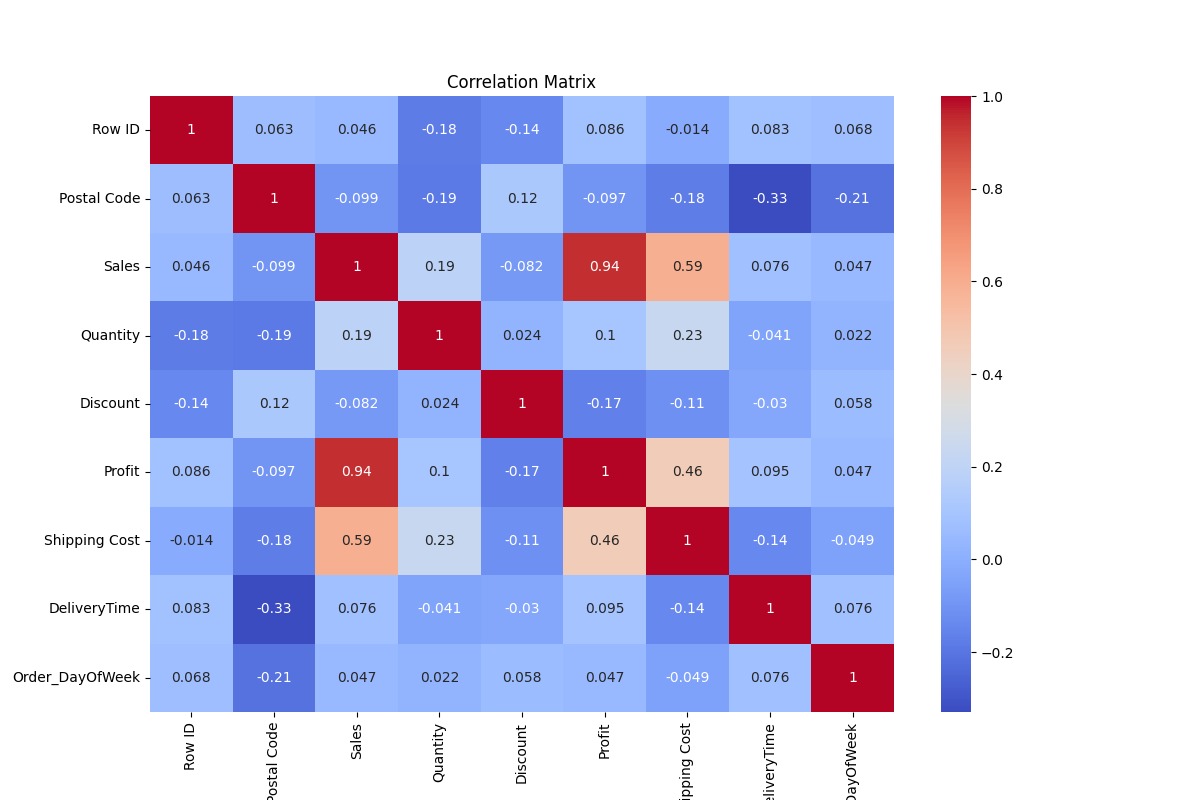 Correlation Matrix
Row ID 1 0.063 0.046 -0.18 -0.14 0.086 -0.014 0.083 0.068
Postal Code 0.063 1 -0.099 -0.19 0.12 -0.097 -0.18 -0.33 -0.21
Sales 0.046 -0.099 1 0.19 -0.082 0.94 0.59 0.076 0.047
Quantity -0.18 -0.19 0.19 1 0.024 0.1 0.23 -0.041 0.022
Discount -0.14 0.12 -0.082 0.024 1 -0.17 -0.11 -0.03 0.058
Profit 0.086 -0.097 0.94 0.1 -0.17 1 0.46 0.095 0.047
Shipping Cost -0.014 -0.18 0.59 0.23 -0.11 0.46 1 -0.14 -0.049
DeliveryTime 0.083 -0.33 0.076 -0.041 -0.03 0.095 -0.14 1 0.076
Order_DayOfWeek 0.068 -0.21 0.047 0.022 0.058 0.047 -0.049 0.076 1
Row ID
Postal Code
Sales
Quantity
Discount
Profit
ipping Cost
eliveryTime
DayOfWeek
1.0
0.8
0.6
0.4
0.2
0.0
−0.2